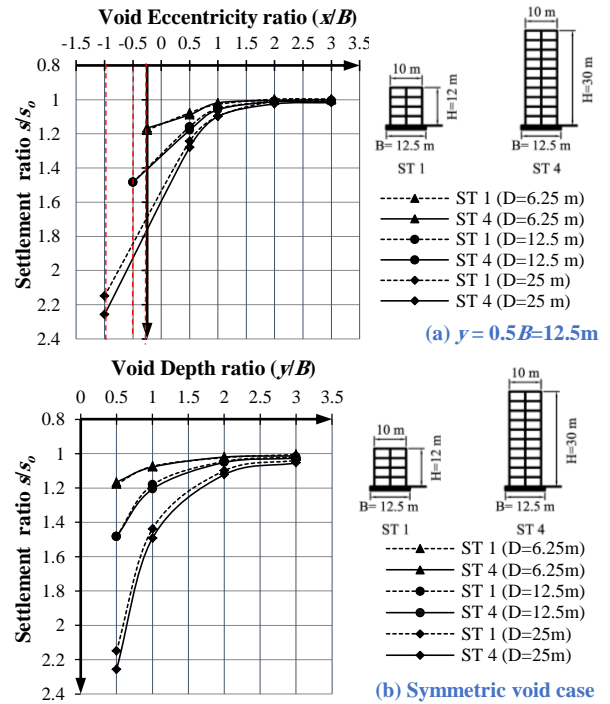 Void Eccentricity ratio (x/B)
-1.5 -1 -0.5 0 0.5 1 1.5 2 2.5 3 3.5
0.8
1
1.2
1.4
1.6
1.8
2
2.2
2.4
Settlement ratio s/so
10 m
H=12 m
B= 12.5 m
ST 1
10 m
H=30 m
B= 12.5 m
ST 4
ST 1 (D=6.25 m)
ST 4 (D=6.25 m)
ST 1 (D=12.5 m)
ST 4 (D=12.5 m)
ST 1 (D=25 m)
ST 4 (D=25 m)
(a) y = 0.5B=12.5m
Void Depth ratio (y/B)
0 0.5 1 1.5 2 2.5 3 3.5
0.8
1
1.2
1.4
1.6
1.8
2
2.2
2.4
Settlement ratio s/so
10 m
H=12 m
B= 12.5 m
ST 1
10 m
H=30 m
B= 12.5 m
ST 4
ST 1 (D=6.25m)
ST 4 (D=6.25m)
ST 1 (D=12.5m)
ST 4 (D=12.5m)
ST 1 (D=25m)
ST 4 (D=25m)
(b) Symmetric void case